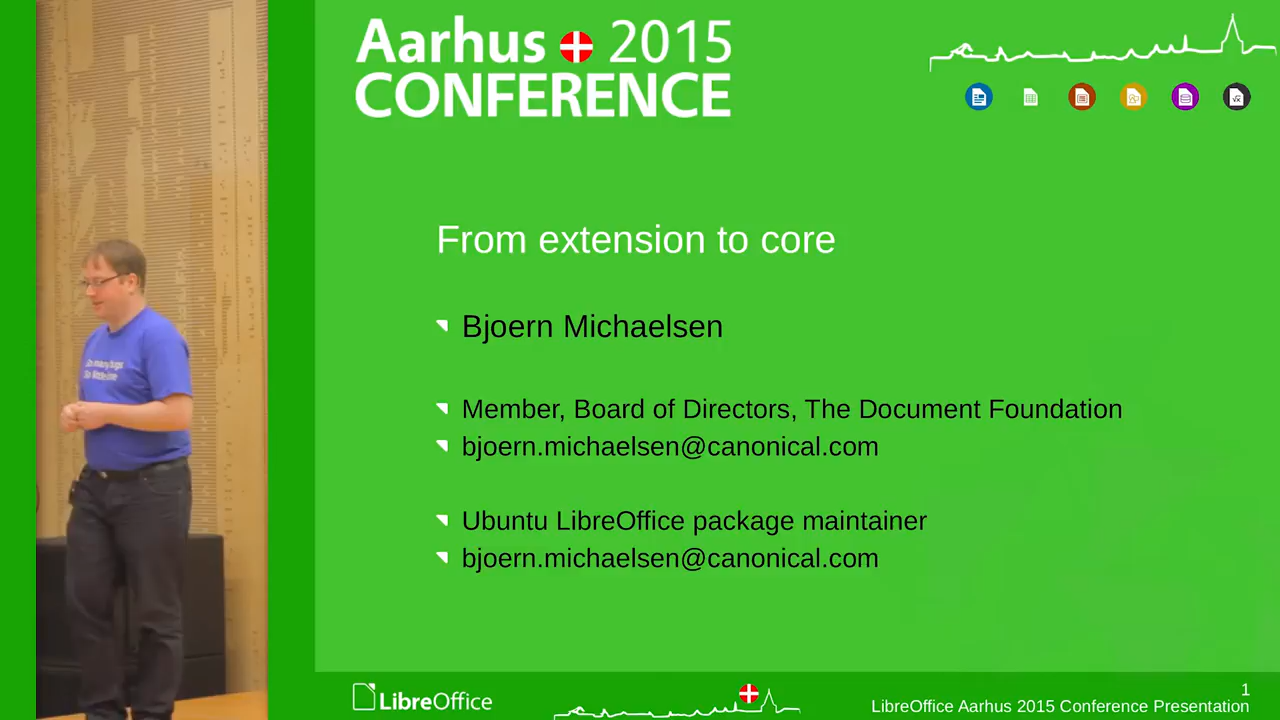 Aarhus 2015
CONFERENCE
From extension to core
Bjoern Michaelsen
Member, Board of Directors, The Document Foundation
bjoern.michaelsen@canonical.com
Ubuntu LibreOffice package maintainer
bjoern.michaelsen@canonical.com
LibreOffice
1
LibreOffice Aarhus 2015 Conference Presentation